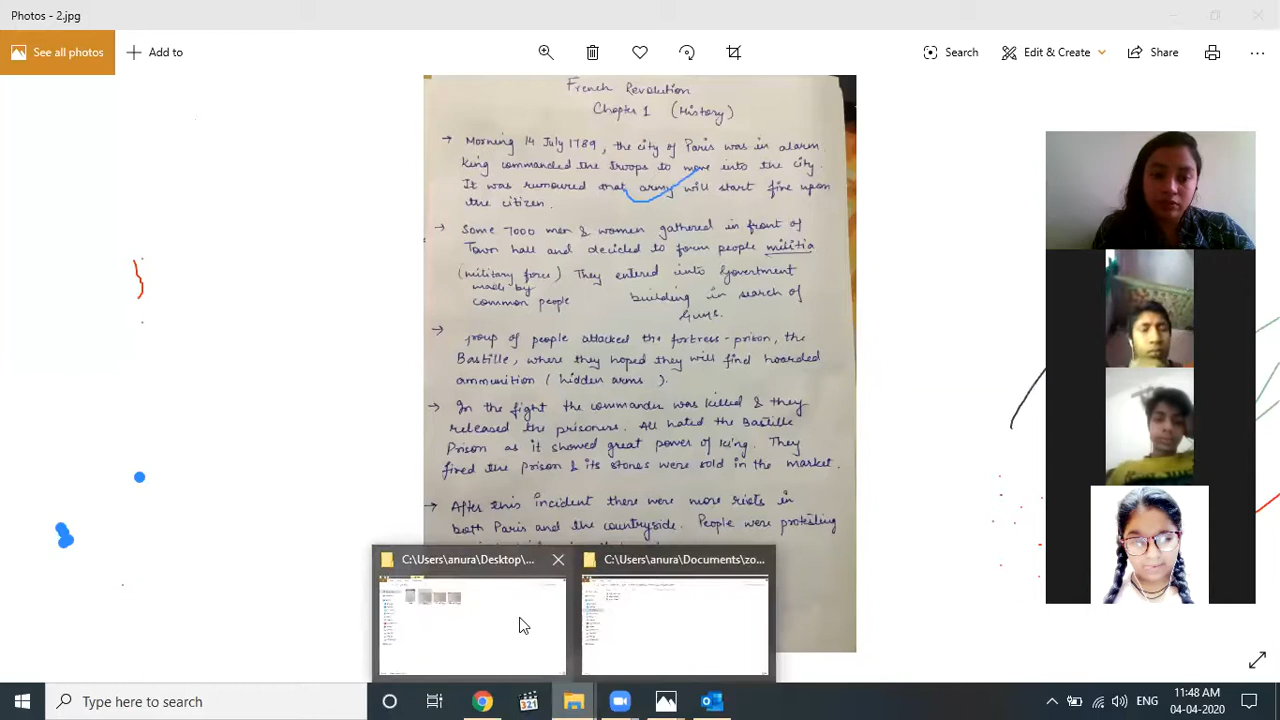 Photos - 2.jpg
See all photos
Add to
Search
Edit & Create
Share
French Revolution
Chapter 1 (History)
→ Morning 14 July 1789, the city of Paris was in alarm
King commanded the troops to move into the city.
It was rumoured that army will start fire upon
the citizen.
→ Some 7000 men & women gathered in front of
Town hall and decided to form people militia
(military force) They entered into Government
made by
common people building in search of
Guns.
→ group of people attacked the fortress-prison, the
Bastille, where they hoped they will find hoarded
ammunition (hidden arms ).
→ In the fight the commander was killed & they
released the prisoners. All hated the Bastille
Prison as it showed great power of King. They
fired the prison & its stones were sold in the market.
→ After this incident there were more riots in
both Paris and the countryside. People were protesting
C:\Users\anura\Desktop\...
C:\Users\anura\Documents\zo...
Type here to search
321
ENG
11:48 AM
04-04-2020